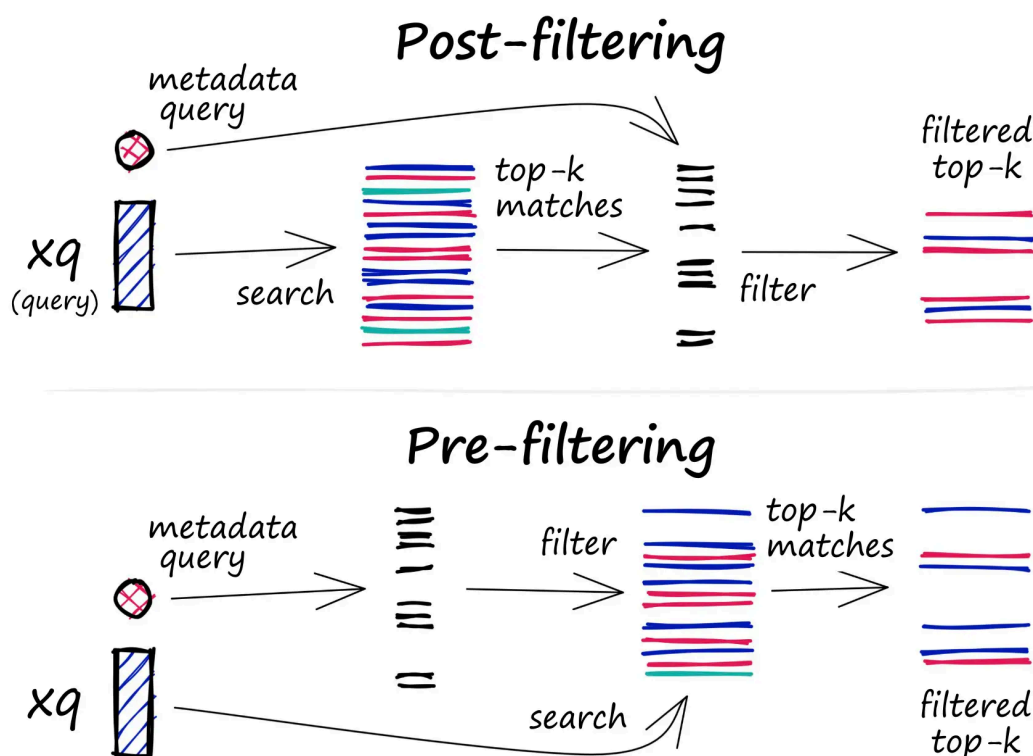 Post-filtering
metadata
query
filtered
top-k
top-k
matches
xq
(query)
search
filter
Pre-filtering
metadata
query
filter
top-k
matches
xq
search
filtered
top-k